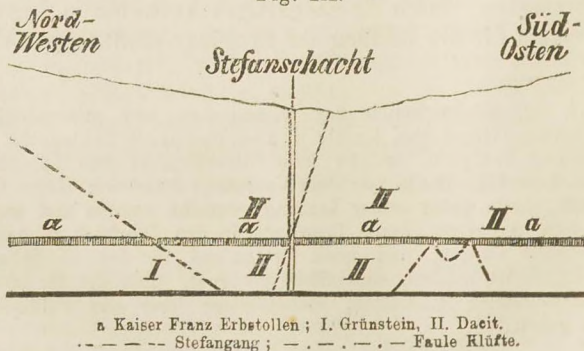 Nord-
Westen
Stefanschacht
Süd-
Osten
II
II
a
a
a
II
a
I
II
II
a Kaiser Franz Erbstollen; I. Grünstein, II. Dacit.
Stefangang; Faule Klüfte.